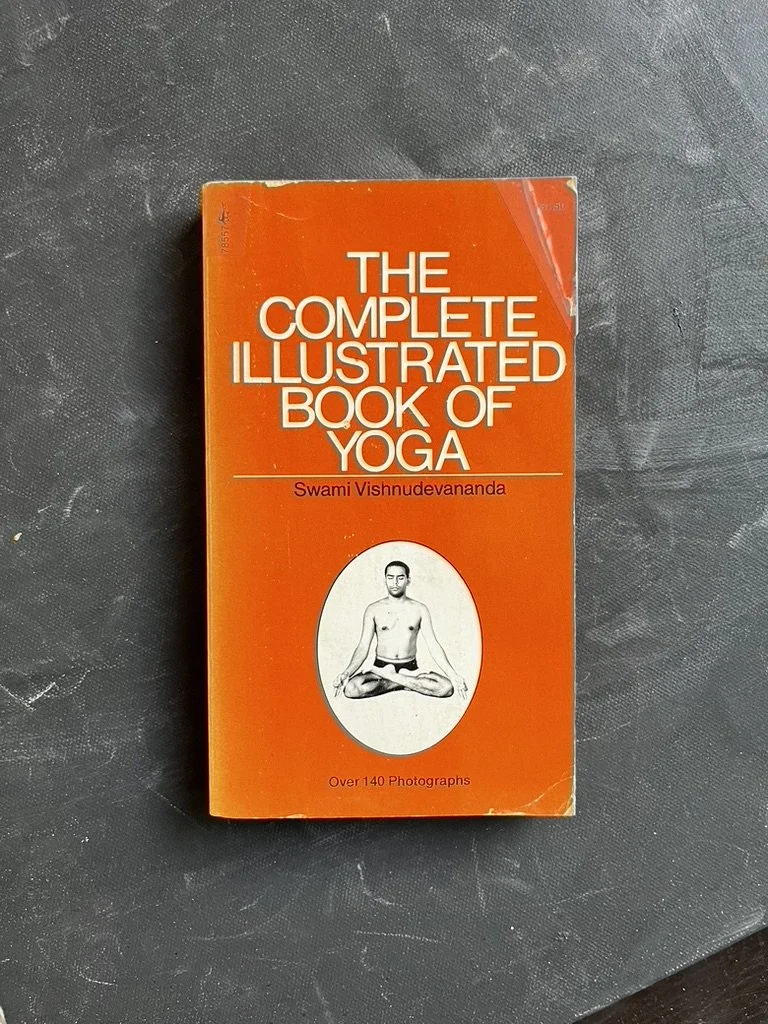 THE
COMPLETE
ILLUSTRATED
BOOK OF
YOGA
Swami Vishnudevananda
Over 140 Photographs